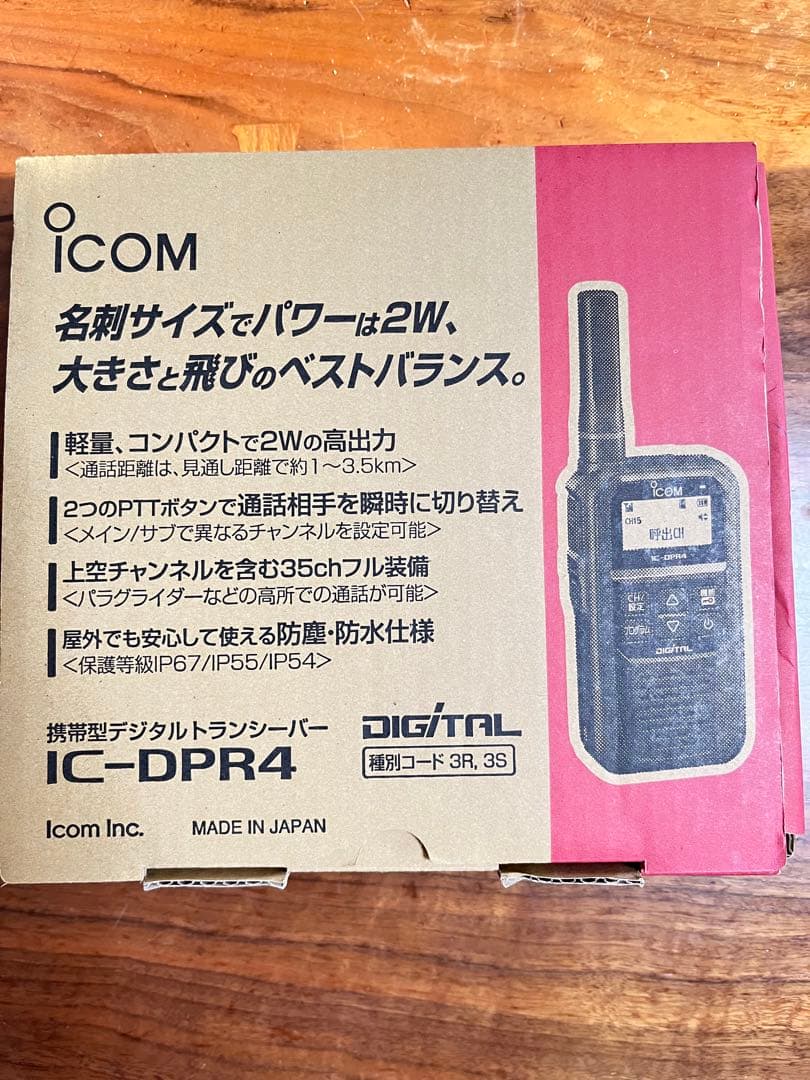 iCOM
名刺サイズでパワーは2W、
大きさと飛びのベストバランス。
軽量、コンパクトで2Wの高出力
<通話距離は、見通し距離で約1〜3.5km>
2つのPTTボタンで通話相手を瞬時に切り替え
<メイン/サブで異なるチャンネルを設定可能>
上空チャンネルを含む35chフル装備
<パラグライダーなどの高所での通話が可能>
屋外でも安心して使える防塵・防水仕様
<保護等級IP67/IP55/IP54>
携帯型デジタルトランシーバー
IC-DPR4
DIGITAL
種別コード 3R, 3S
Icom Inc.
MADE IN JAPAN
iCOM
CH15
呼出CH
IC-DPR4
CH/
設定
プログラム
DIGITAL